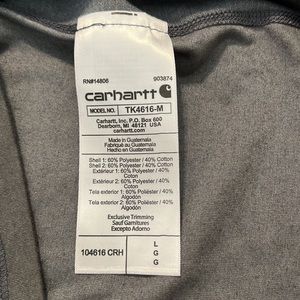 RN#14806 003874
carhartt
MODEL NO. TK4616-M
Carhartt, Inc. P.O. Box 600
Dearborn, MI 48121 USA
carhartt.com
Made in Guatemala
Fabriqué au Guatemala
Hecho en Guatemala
Shell 1: 60% Polyester / 40% Cotton
Shell 2: 60% Polyester / 40% Cotton
Extérieur 1: 60% Polyester / 40%
Coton
Extérieur 2: 60% Polyester / 40%
Coton
Tela exterior 1: 60% Poliéster / 40%
Algodón
Tela exterior 2: 60% Poliéster / 40%
Algodón
Exclusive Trimming
Sauf Garnitures
Excepto Adorno
104616 CRH
L
G
G